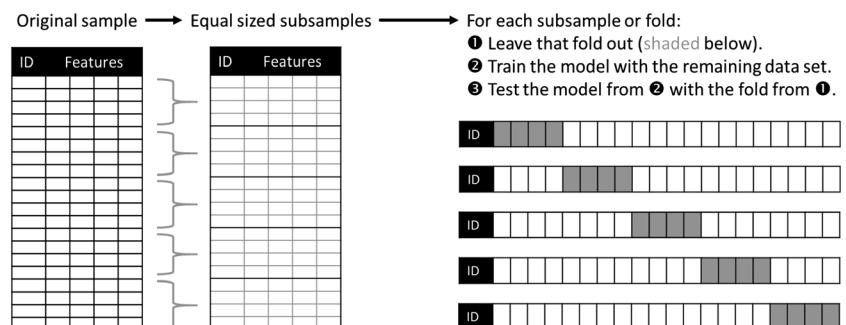 Original sample
Equal sized subsamples
For each subsample or fold:
❶ Leave that fold out (shaded below).
❷ Train the model with the remaining data set.
❸ Test the model from ❷ with the fold from ❶.
ID Features
ID Features
ID
ID
ID
ID
ID